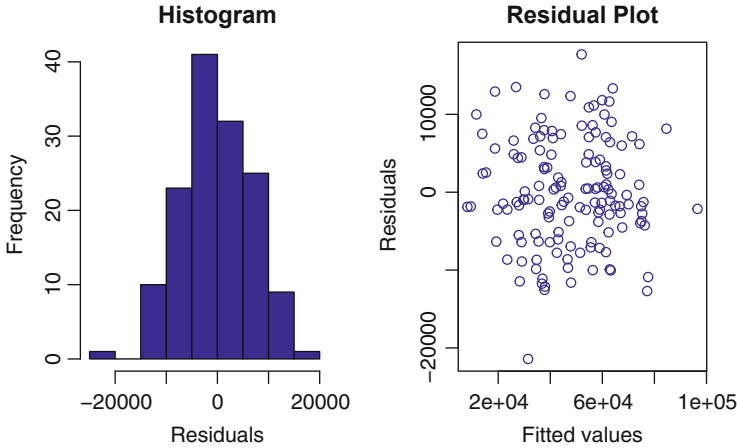 Histogram
Frequency
40
30
20
10
0
−20000
0
20000
Residuals
Residual Plot
Residuals
10000
0
−20000
2e+04
6e+04
1e+05
Fitted values